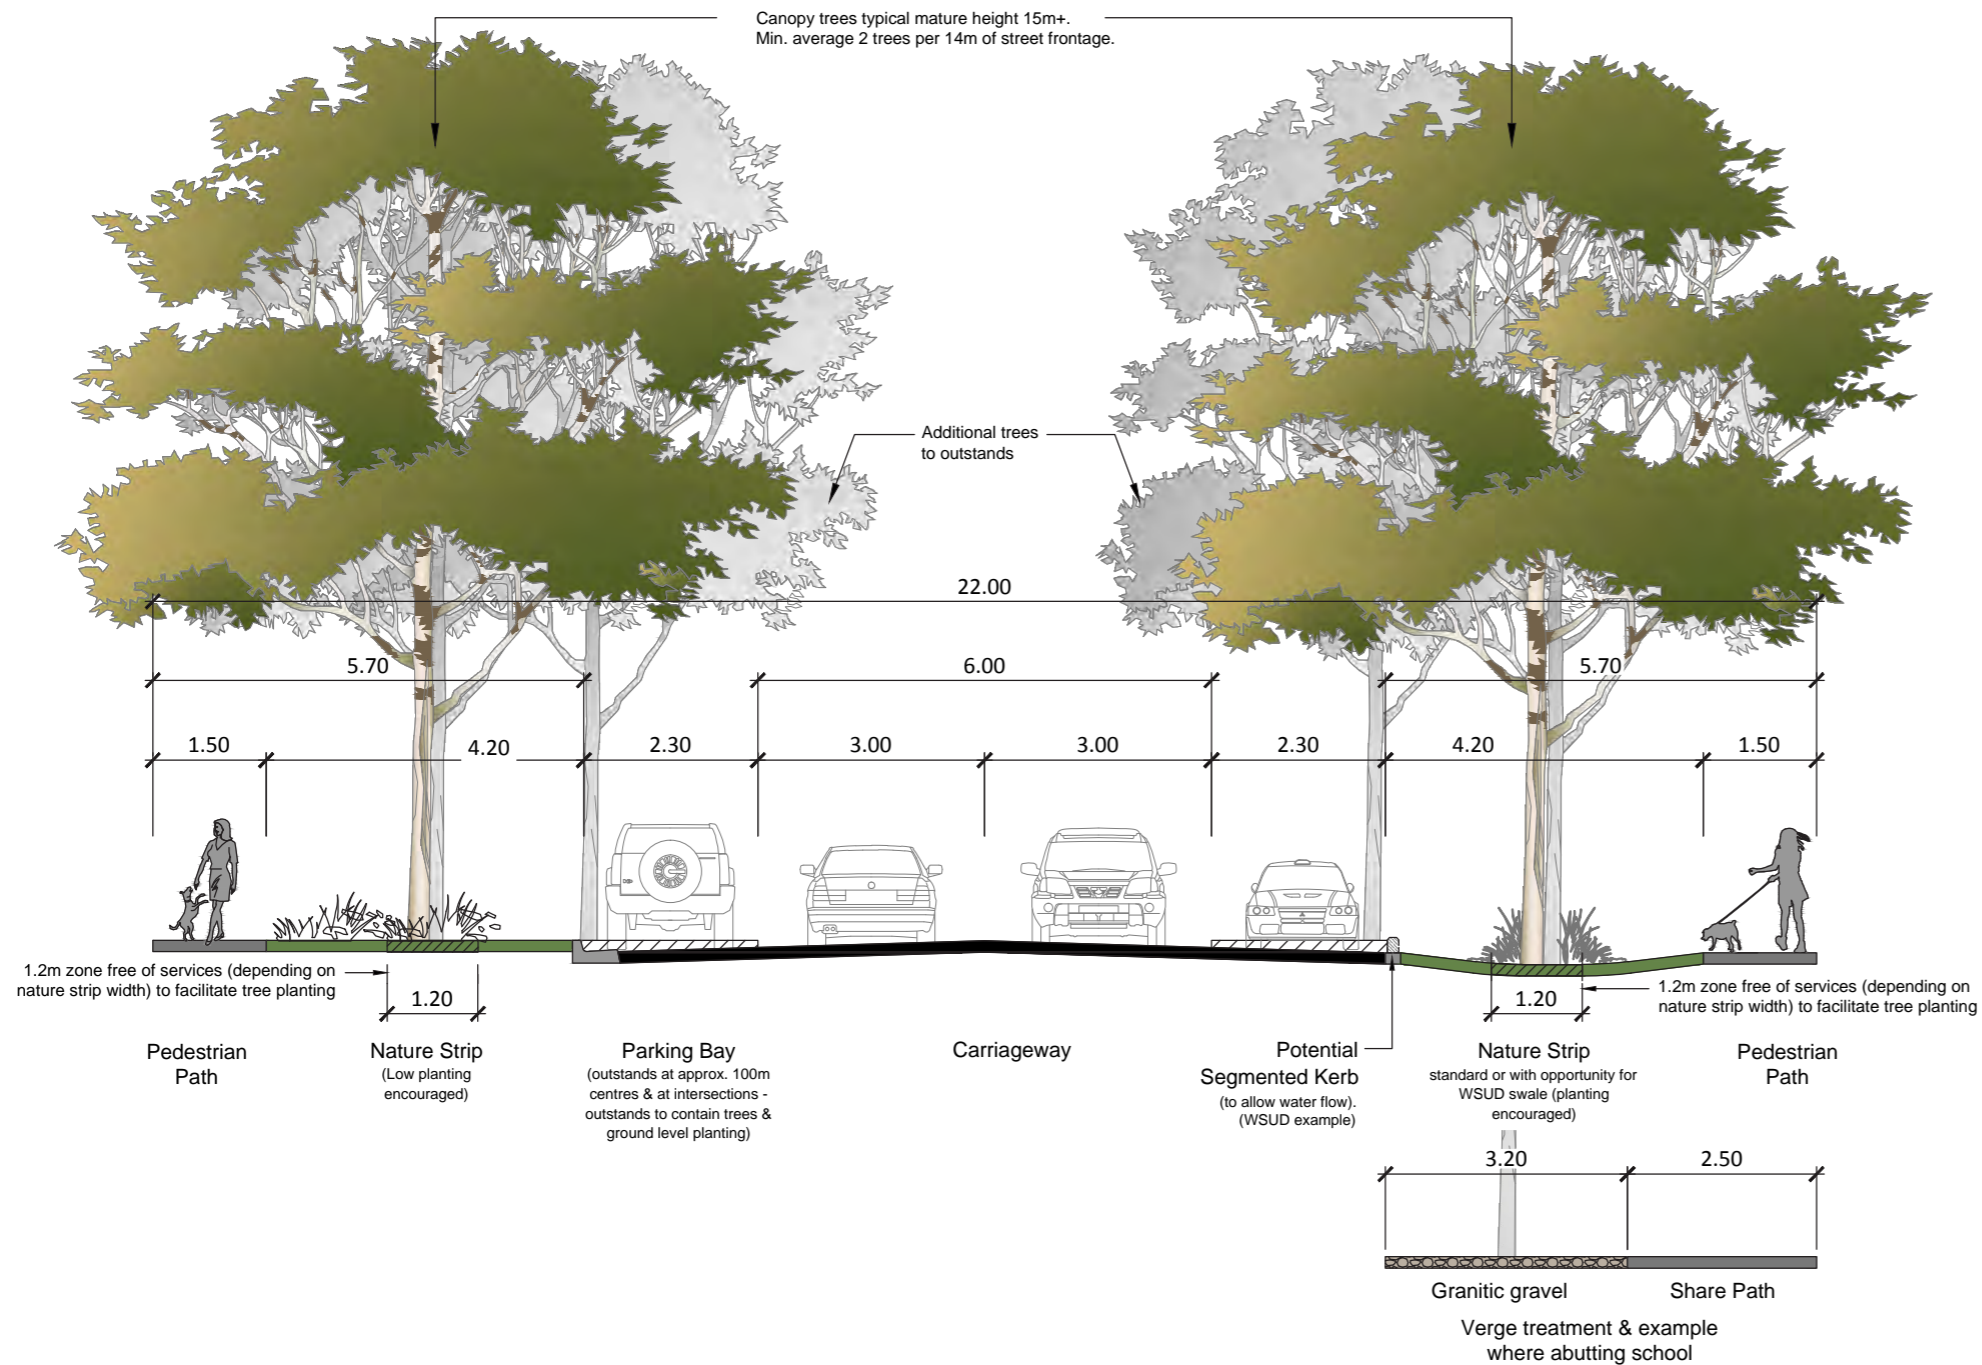 Canopy trees typical mature height 15m+.
Min. average 2 trees per 14m of street frontage.
Additional trees
to outstands
22.00
5.70
6.00
5.70
1.50
4.20
2.30
3.00
3.00
2.30
4.20
1.50
1.2m zone free of services (depending on
nature strip width) to facilitate tree planting
1.20
1.20
1.2m zone free of services (depending on
nature strip width) to facilitate tree planting
Pedestrian
Path
Nature Strip
(Low planting
encouraged)
Parking Bay
(outstands at approx. 100m
centres & at intersections -
outstands to contain trees &
ground level planting)
Carriageway
Potential
Segmented Kerb
(to allow water flow).
(WSUD example)
Nature Strip
standard or with opportunity for
WSUD swale (planting
encouraged)
Pedestrian
Path
3.20
2.50
Granitic gravel
Share Path
Verge treatment & example
where abutting school